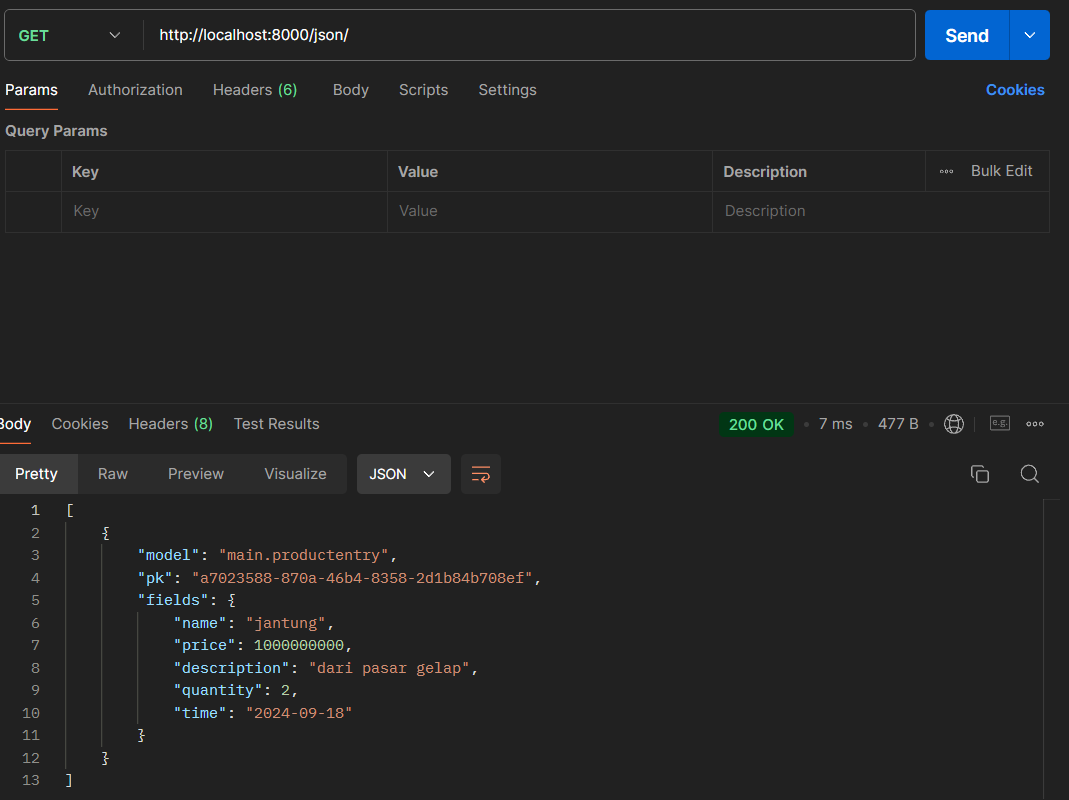 GET http://localhost:8000/json/ Send
Params Authorization Headers (6) Body Scripts Settings Cookies
Query Params
Key Value Description ooo Bulk Edit
Key Value Description
Body Cookies Headers (8) Test Results 200 OK • 7 ms • 477 B • e.g. ooo
Pretty Raw Preview Visualize JSON
1 [
2 {
3 "model": "main.productentry",
4 "pk": "a7023588-870a-46b4-8358-2d1b84b708ef",
5 "fields": {
6 "name": "jantung",
7 "price": 1000000000,
8 "description": "dari pasar gelap",
9 "quantity": 2,
10 "time": "2024-09-18"
11 }
12 }
13 ]